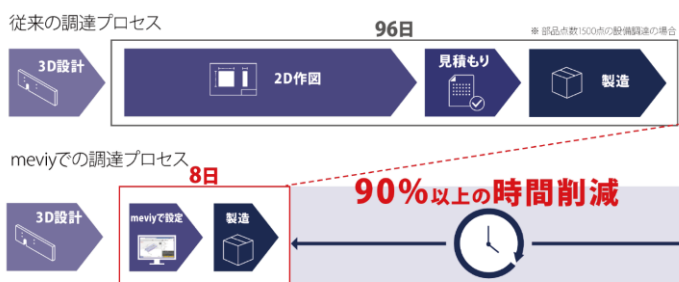 従来の調達プロセス
96日
※ 部品点数1500点の設備調達の場合
3D設計
2D作図
見積もり
製造
meviyでの調達プロセス
8日
90%以上の時間削減
3D設計
meviyで設定
製造